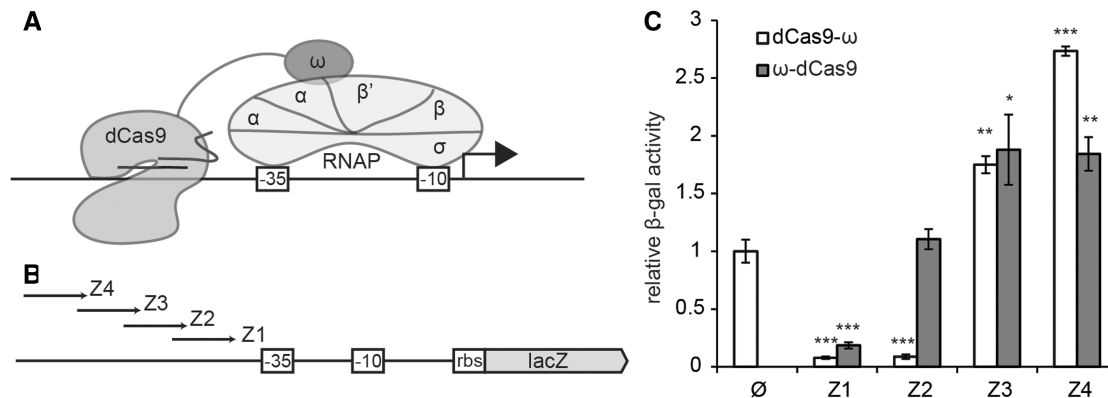 A
ω
α
β'
α
β
dCas9
σ
RNAP
-35
-10
B
Z4
Z3
Z2
Z1
-35
-10
rbs
lacZ
C
relative β-gal activity
3
2.5
2
1.5
1
0.5
0
dCas9-ω
ω-dCas9
***
***
***
**
*
***
**
Ø
Z1
Z2
Z3
Z4